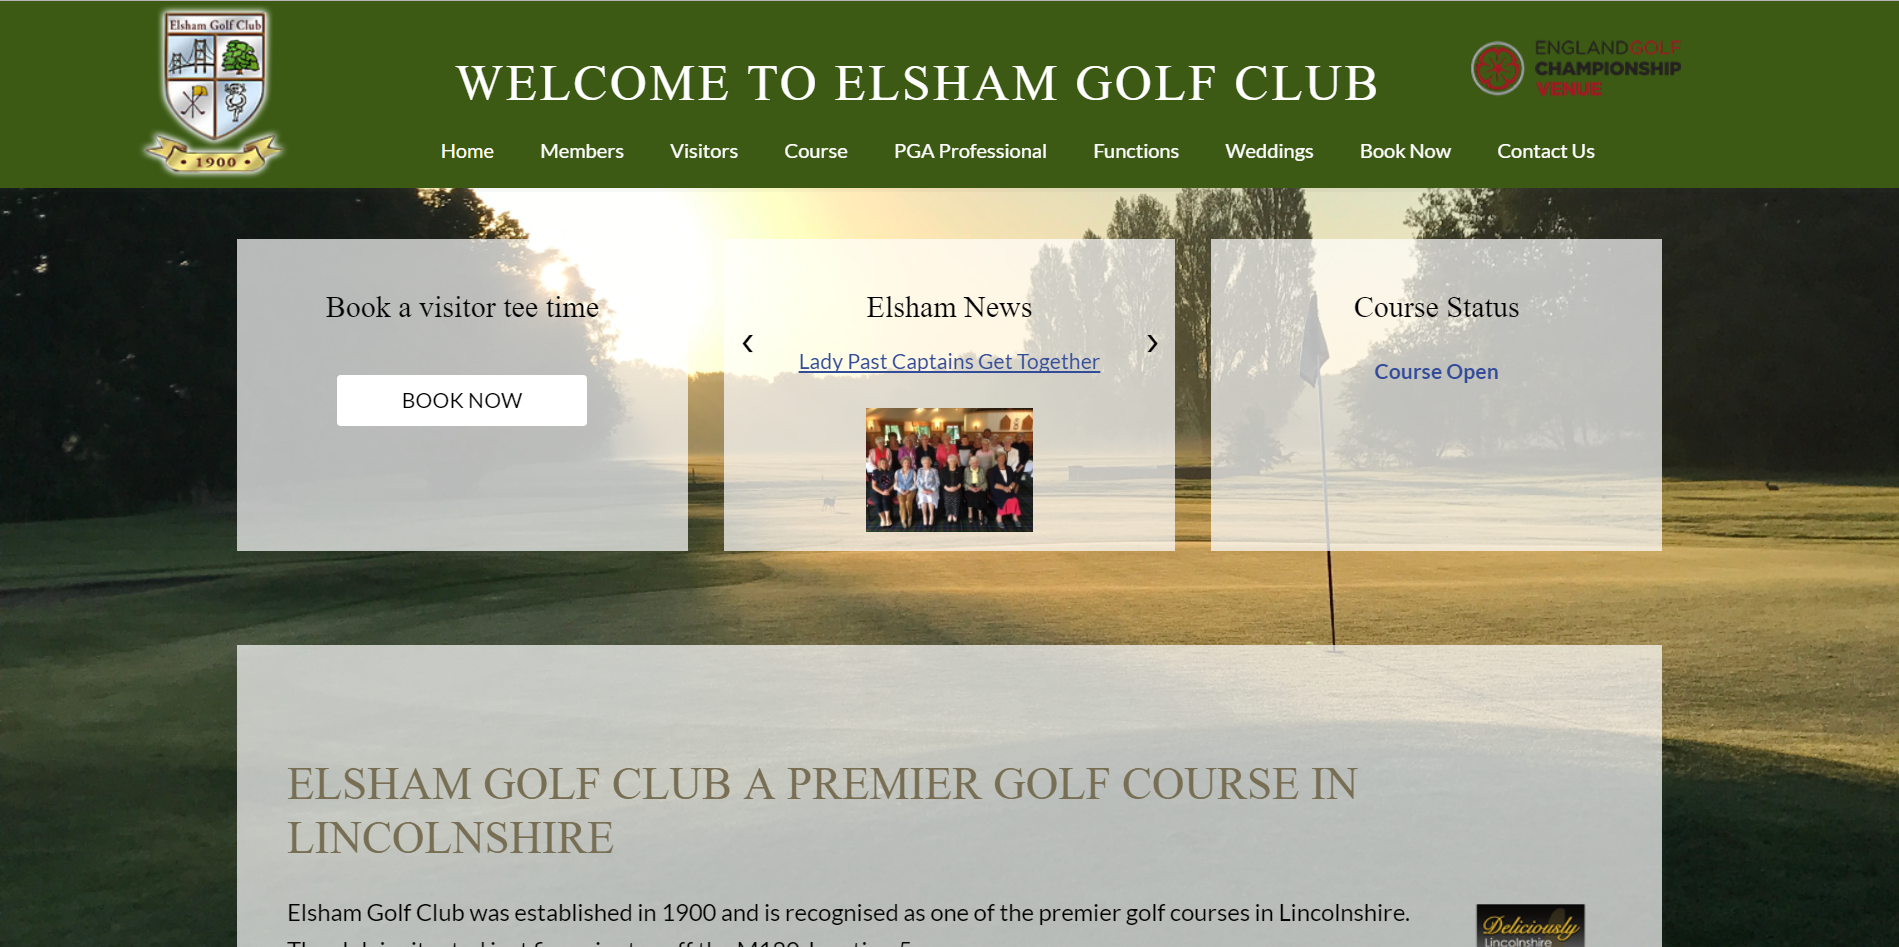 Elsham Golf Club
1900
WELCOME TO ELSHAM GOLF CLUB
ENGLANDGOLF
CHAMPIONSHIP
VENUE
Home Members Visitors Course PGA Professional Functions Weddings Book Now Contact Us
Book a visitor tee time
BOOK NOW
Elsham News
‹ ›
Lady Past Captains Get Together
Course Status
Course Open
ELSHAM GOLF CLUB A PREMIER GOLF COURSE IN
LINCOLNSHIRE
Elsham Golf Club was established in 1900 and is recognised as one of the premier golf courses in Lincolnshire.
Deliciously
Lincolnshire